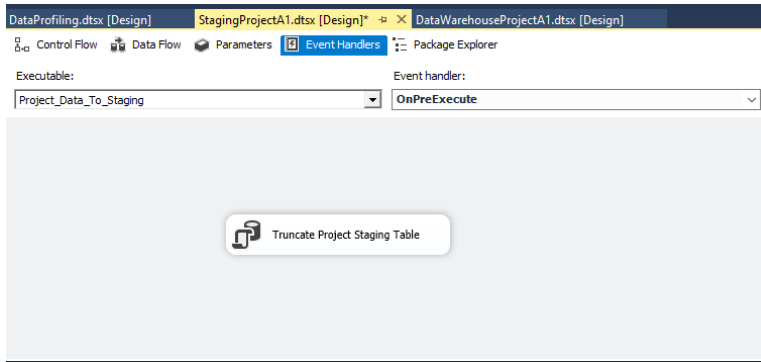 DataProfiling.dtsx [Design] StagingProjectA1.dtsx [Design]* DataWarehouseProjectA1.dtsx [Design]
Control Flow Data Flow Parameters Event Handlers Package Explorer
Executable: Event handler:
Project_Data_To_Staging OnPreExecute
Truncate Project Staging Table